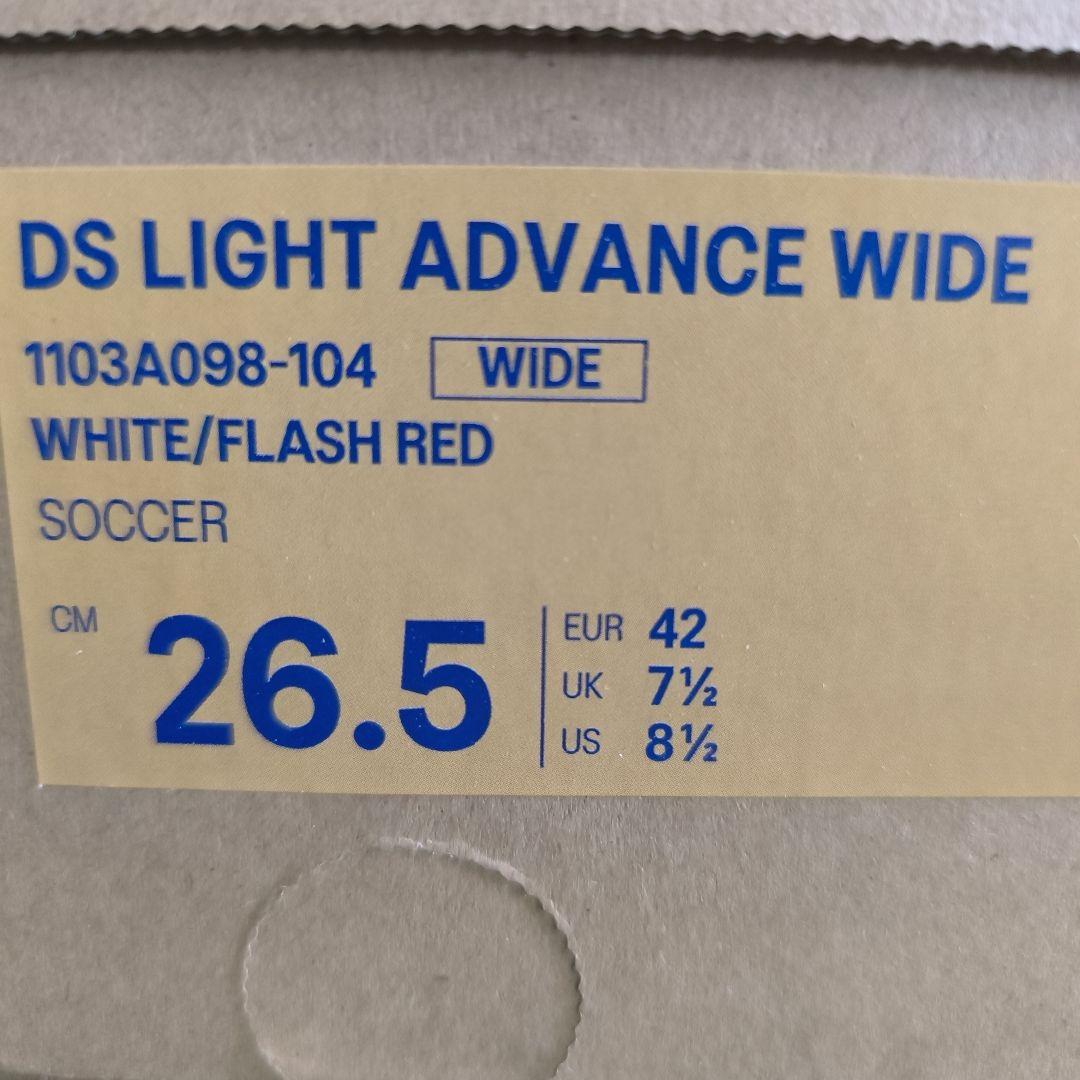 DS LIGHT ADVANCE WIDE
1103A098-104 WIDE
WHITE/FLASH RED
SOCCER
CM 26.5
EUR 42
UK 7½
US 8½